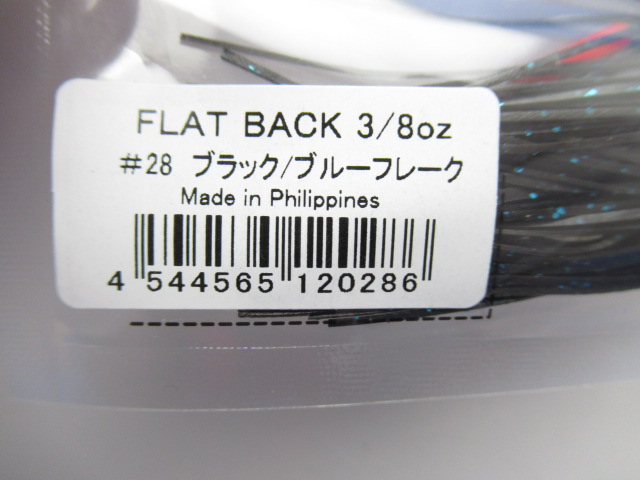 FLAT BACK 3/8oz
#28 ブラック/ブルーフレーク
Made in Philippines
4 544565 120286